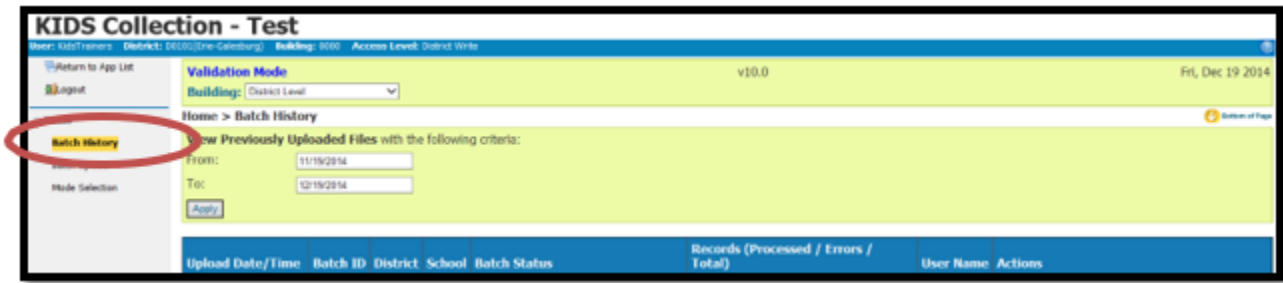 KIDS Collection - Test
User: KidsTrainers District: D0101(Erie-Galesburg) Building: 0000 Access Level: District Write
Return to App List
Logout
Validation Mode v10.0 Fri, Dec 19 2014
Building: District Level
Home > Batch History Bottom of Page
Batch History
View Previously Uploaded Files with the following criteria:
From: 11/19/2014
To: 12/19/2014
Mode Selection
Apply
Upload Date/Time Batch ID District School Batch Status Records (Processed / Errors / Total) User Name Actions